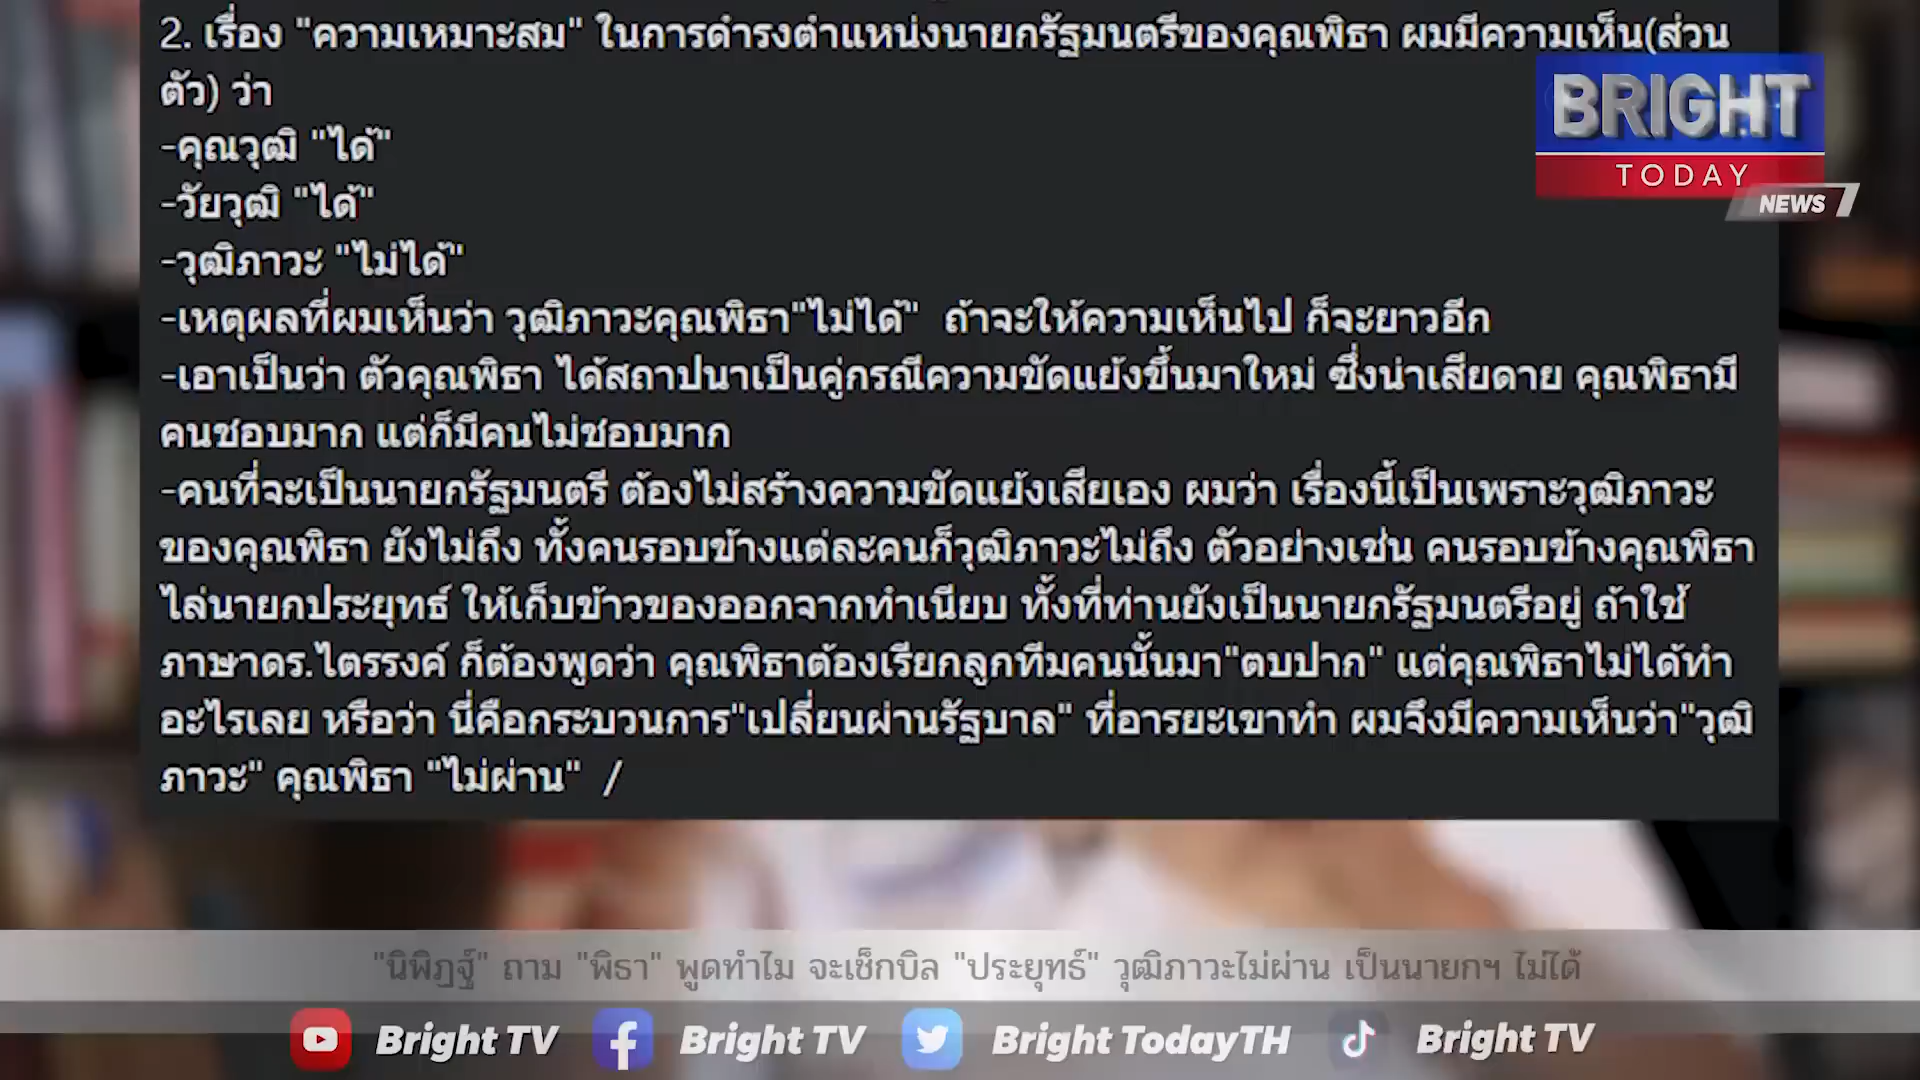 2. เรื่อง "ความเหมาะสม" ในการดำรงตำแหน่งนายกรัฐมนตรีของคุณพิธา ผมมีความเห็น(ส่วน
ตัว) ว่า
-คุณวุฒิ "ได้"
-วัยวุฒิ "ได้"
-วุฒิภาวะ "ไม่ได้"
-เหตุผลที่ผมเห็นว่า วุฒิภาวะคุณพิธา"ไม่ได้" ถ้าจะให้ความเห็นไป ก็จะยาวอีก
-เอาเป็นว่า ตัวคุณพิธา ได้สถาปนาเป็นคู่กรณีความขัดแย้งขึ้นมาใหม่ ซึ่งน่าเสียดาย คุณพิธามี
คนชอบมาก แต่ก็มีคนไม่ชอบมาก
-คนที่จะเป็นนายกรัฐมนตรี ต้องไม่สร้างความขัดแย้งเสียเอง ผมว่า เรื่องนี้เป็นเพราะวุฒิภาวะ
ของคุณพิธา ยังไม่ถึง ทั้งคนรอบข้างแต่ละคนก็วุฒิภาวะไม่ถึง ตัวอย่างเช่น คนรอบข้างคุณพิธา
ไล่นายกประยุทธ์ ให้เก็บข้าวของออกจากทำเนียบ ทั้งที่ท่านยังเป็นนายกรัฐมนตรีอยู่ ถ้าใช้
ภาษาดร.ไตรรงค์ ก็ต้องพูดว่า คุณพิธาต้องเรียกลูกทีมคนนั้นมา"ตบปาก" แต่คุณพิธาไม่ได้ทำ
อะไรเลย หรือว่า นี่คือกระบวนการ"เปลี่ยนผ่านรัฐบาล" ที่อารยะเขาทำ ผมจึงมีความเห็นว่า"วุฒิ
ภาวะ" คุณพิธา "ไม่ผ่าน" /
BRIGHT
TODAY
NEWS
"นิพิฏฐ์" ถาม "พิธา" พูดทำไม จะเช็กบิล "ประยุทธ์" วุฒิภาวะไม่ผ่าน เป็นนายกฯ ไม่ได้
Bright TV Bright TV Bright TodayTH Bright TV